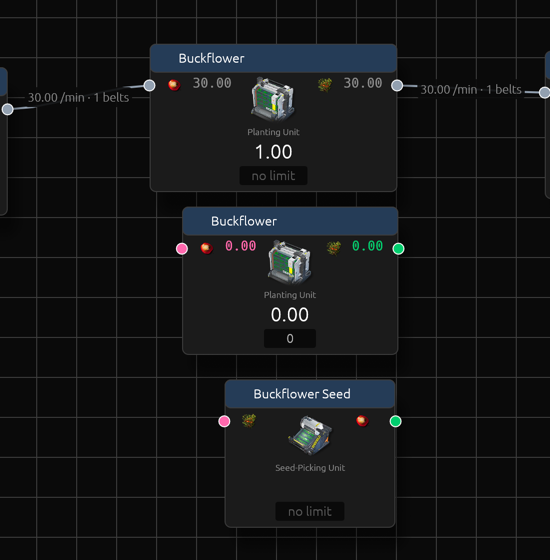 Buckflower
30.00 30.00
30.00 /min · 1 belts
30.00 /min · 1 belts
Planting Unit
1.00
no limit
Buckflower
0.00 0.00
Planting Unit
0.00
0
Buckflower Seed
Seed-Picking Unit
no limit